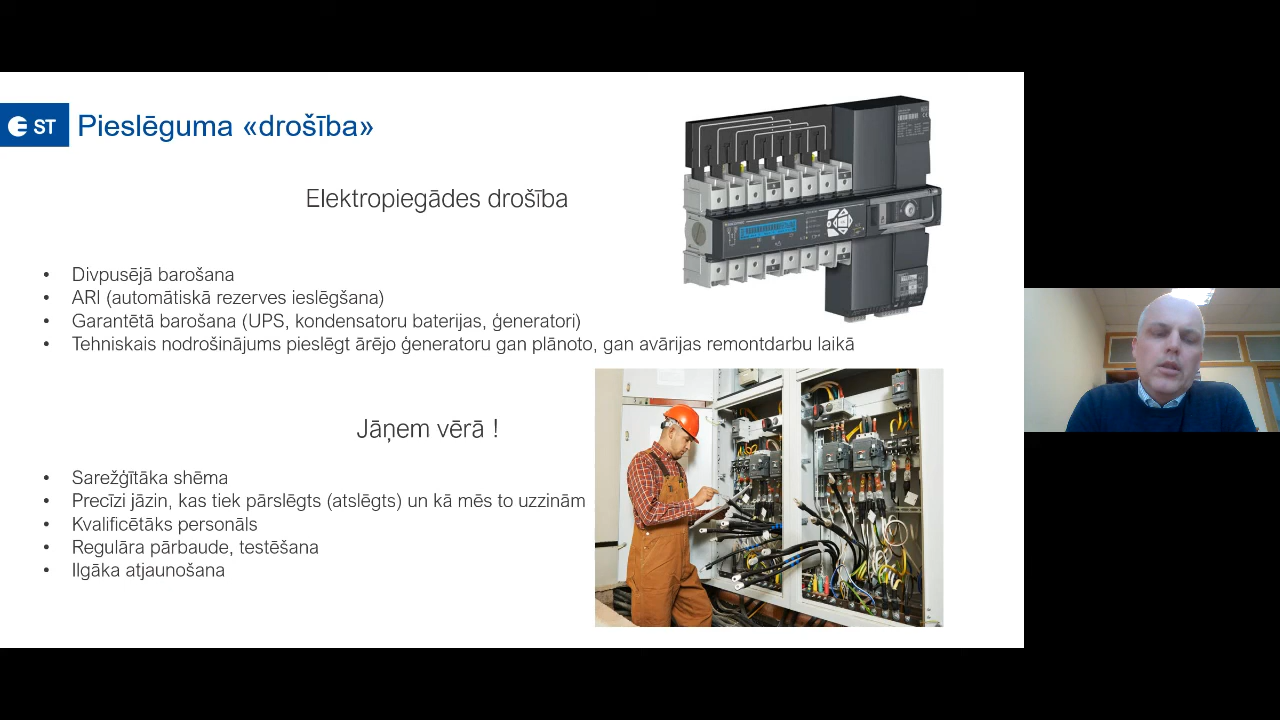 ST
Pieslēguma «drošība»
Elektropiegādes drošība
• Divpusējā barošana
• ARI (automātiskā rezerves ieslēgšana)
• Garantētā barošana (UPS, kondensatoru baterijas, ģeneratori)
• Tehniskais nodrošinājums pieslēgt ārējo ģeneratoru gan plānoto, gan avārijas remontdarbu laikā
Jāņem vērā !
• Sarežģītāka shēma
• Precīzi jāzin, kas tiek pārslēgts (atslēgts) un kā mēs to uzzinām
• Kvalificētāks personāls
• Regulāra pārbaude, testēšana
• Ilgāka atjaunošana